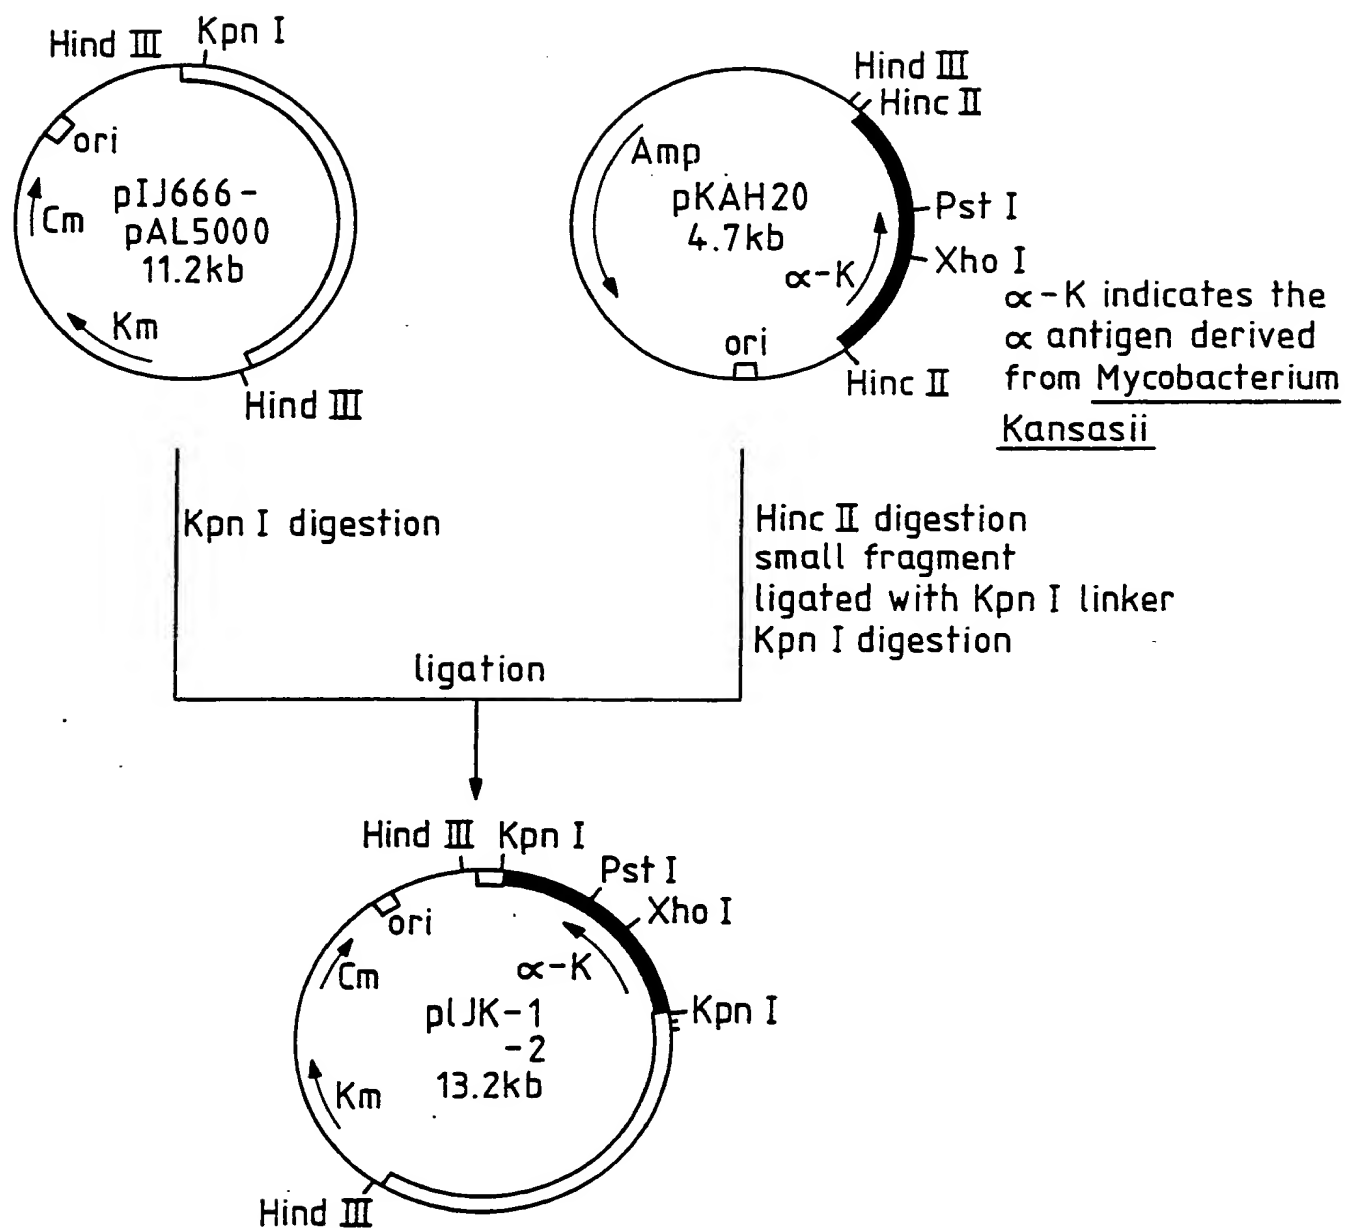 Hind III
Kpn I
ori
Cm
pIJ666-
pAL5000
11.2kb
Km
Hind III
Hind III
Hinc II
Amp
pKAH20
4.7kb
Pst I
Xho I
α-K
ori
Hinc II
α-K indicates the
α antigen derived
from Mycobacterium
Kansasii
Kpn I digestion
Hinc II digestion
small fragment
ligated with Kpn I linker
Kpn I digestion
ligation
Hind III
Kpn I
Pst I
Xho I
ori
Cm
α-K
plJK-1
-2
13.2kb
Kpn I
Km
Hind III